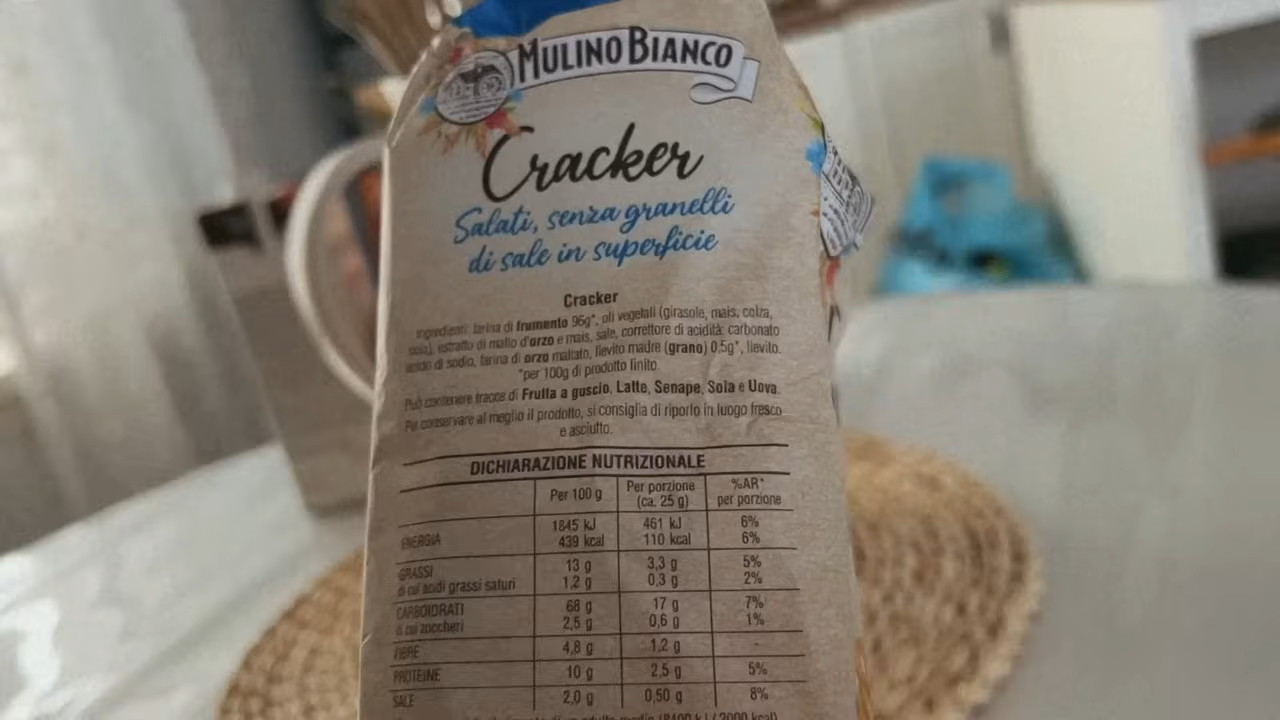 MULINO BIANCO
Cracker
Salati, senza granelli
di sale in superficie
Cracker
Ingredienti: farina di frumento 96g*, oli vegetali (girasole, mais, colza,
soia), estratto di malto d'orzo e mais, sale, correttore di acidità: carbonato
acido di sodio, farina di orzo maltato, lievito madre (grano) 0,5g*, lievito.
*per 100g di prodotto finito.
Può contenere tracce di Frutta a guscio, Latte, Senape, Soia e Uova.
Per conservare al meglio il prodotto, si consiglia di riporlo in luogo fresco
e asciutto.
DICHIARAZIONE NUTRIZIONALE
Per 100 g Per porzione (ca. 25 g) %AR* per porzione
ENERGIA 1845 kJ 461 kJ 6%
439 kcal 110 kcal 6%
GRASSI 13 g 3,3 g 5%
di cui acidi grassi saturi 1,2 g 0,3 g 2%
CARBOIDRATI 68 g 17 g 7%
di cui zuccheri 2,5 g 0,6 g 1%
FIBRE 4,8 g 1,2 g -
PROTEINE 10 g 2,5 g 5%
SALE 2,0 g 0,50 g 8%